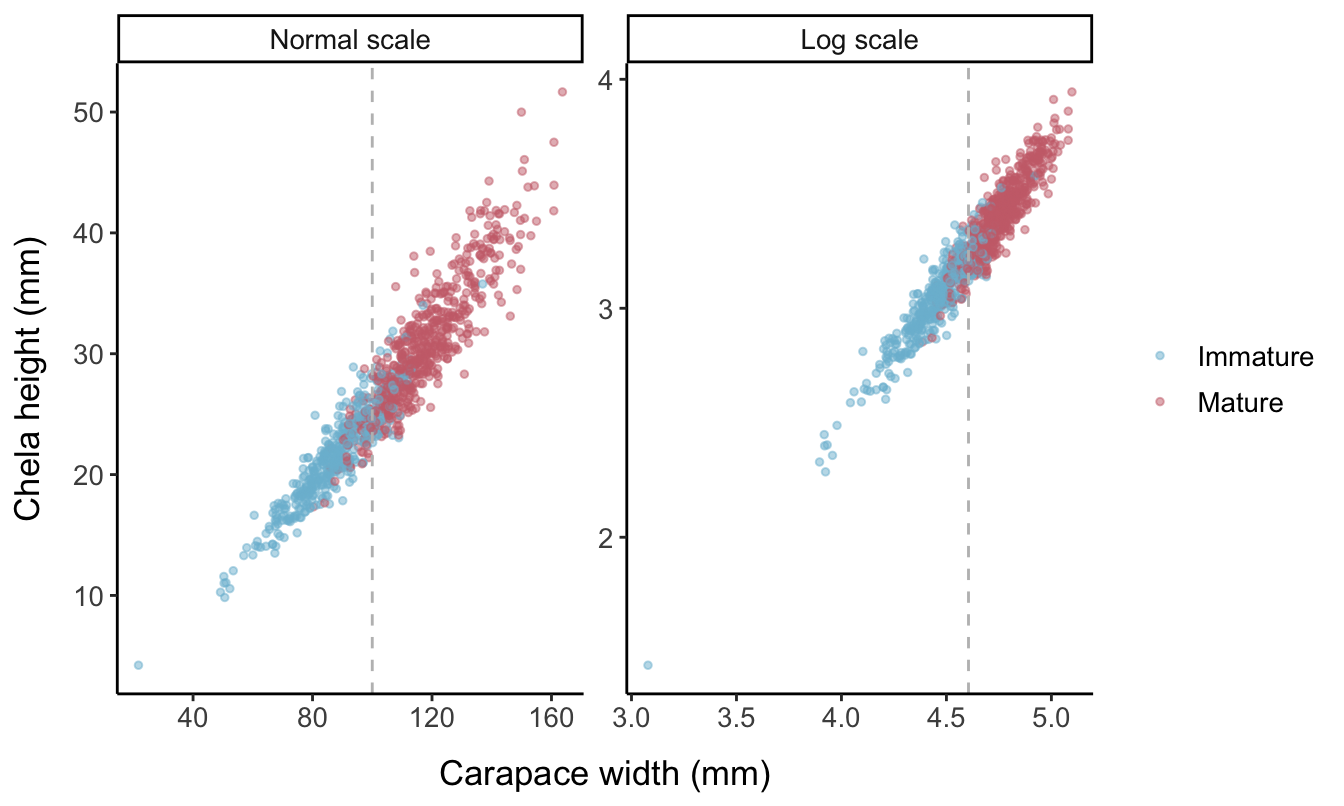 Normal scale
Log scale
Chela height (mm)
50
40
30
20
10
4
3
2
40 80 120 160
3.0 3.5 4.0 4.5 5.0
Carapace width (mm)
Immature
Mature